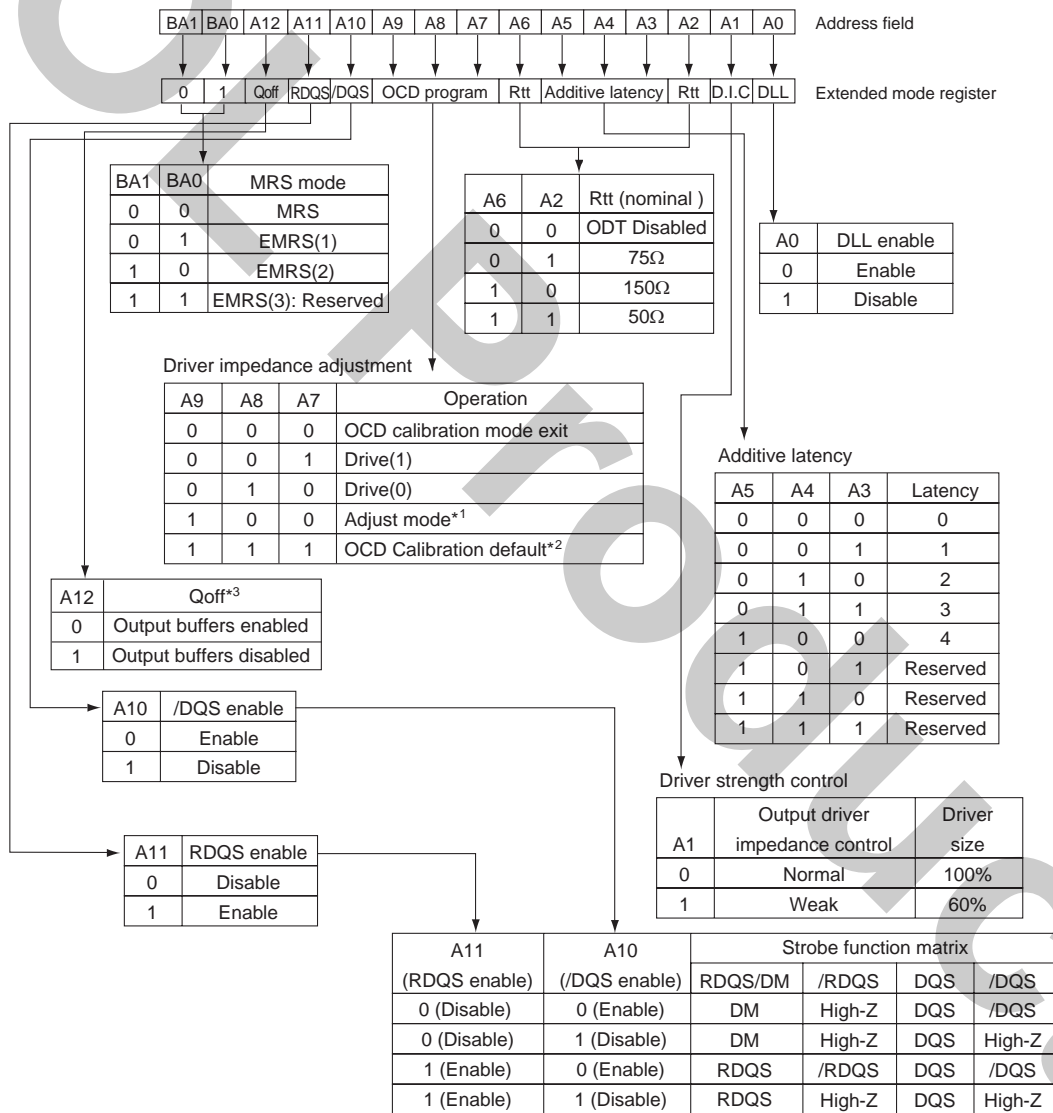 BA1 BA0 A12 A11 A10 A9 A8 A7 A6 A5 A4 A3 A2 A1 A0 Address field
0 1 Qoff RDQS /DQS OCD program Rtt Additive latency Rtt D.I.C DLL Extended mode register
BA1 BA0 MRS mode
0 0 MRS
0 1 EMRS(1)
1 0 EMRS(2)
1 1 EMRS(3): Reserved
A6 A2 Rtt (nominal )
0 0 ODT Disabled
0 1 75Ω
1 0 150Ω
1 1 50Ω
A0 DLL enable
0 Enable
1 Disable
Driver impedance adjustment
A9 A8 A7 Operation
0 0 0 OCD calibration mode exit
0 0 1 Drive(1)
0 1 0 Drive(0)
1 0 0 Adjust mode*1
1 1 1 OCD Calibration default*2
Additive latency
A5 A4 A3 Latency
0 0 0 0
0 0 1 1
0 1 0 2
0 1 1 3
1 0 0 4
1 0 1 Reserved
1 1 0 Reserved
1 1 1 Reserved
A12 Qoff*3
0 Output buffers enabled
1 Output buffers disabled
A10 /DQS enable
0 Enable
1 Disable
Driver strength control
Output driver Driver
A1 impedance control size
0 Normal 100%
1 Weak 60%
A11 RDQS enable
0 Disable
1 Enable
A11 A10 Strobe function matrix
(RDQS enable) (/DQS enable) RDQS/DM /RDQS DQS /DQS
0 (Disable) 0 (Enable) DM High-Z DQS /DQS
0 (Disable) 1 (Disable) DM High-Z DQS High-Z
1 (Enable) 0 (Enable) RDQS /RDQS DQS /DQS
1 (Enable) 1 (Disable) RDQS High-Z DQS High-Z